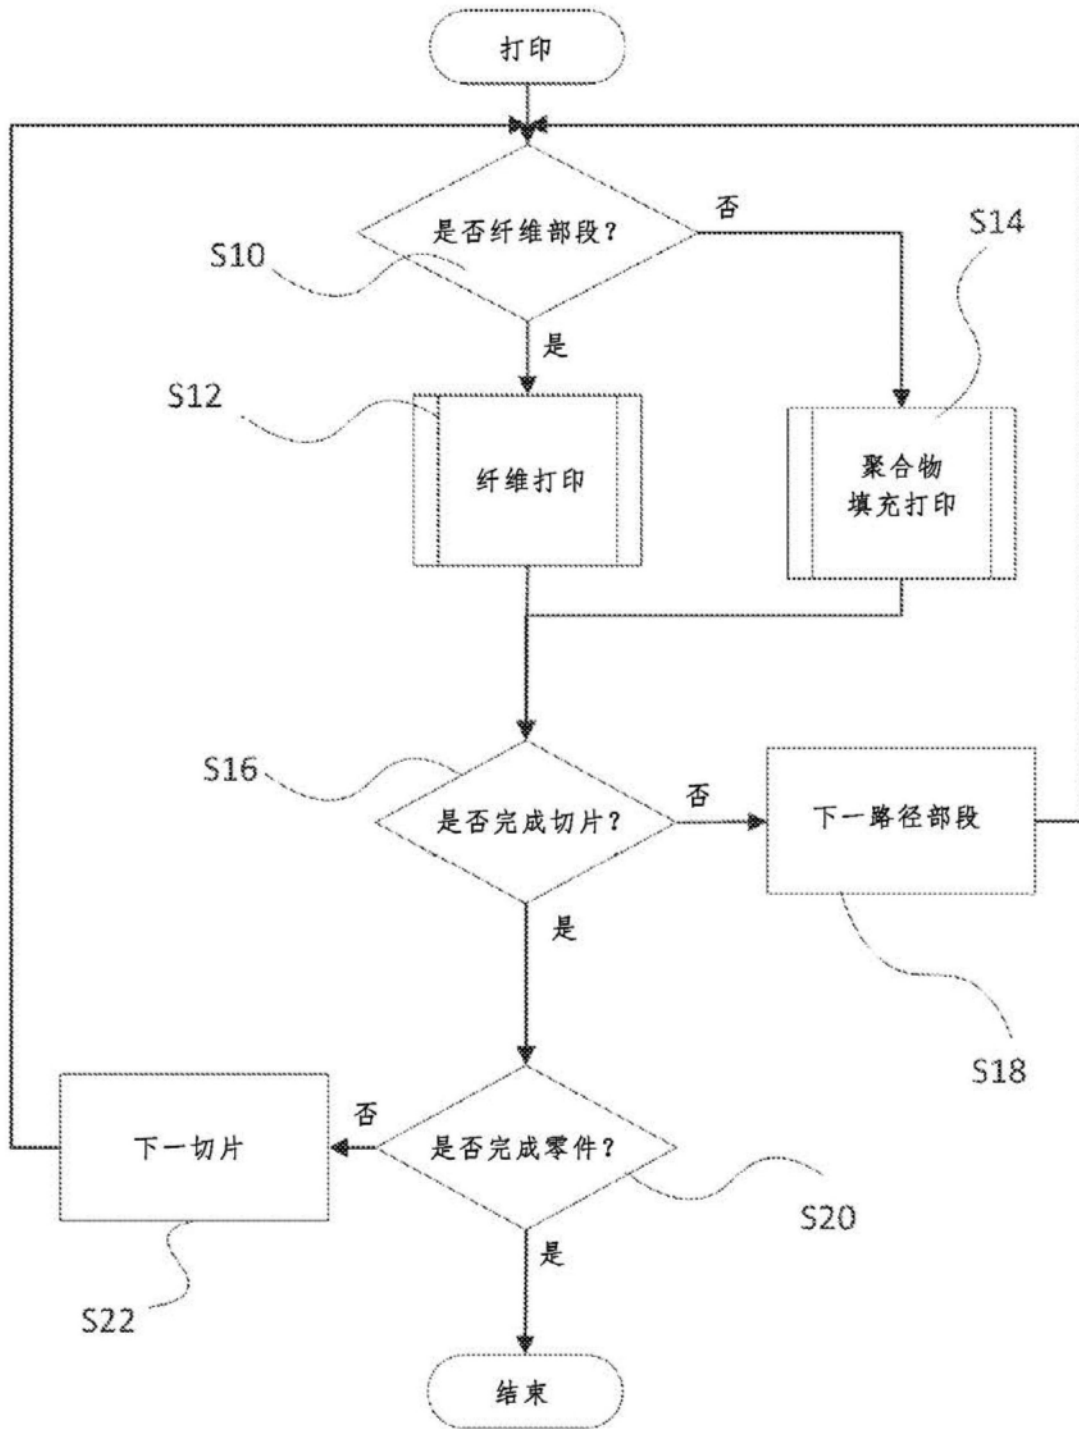 打印
是否纤维部段?
否
S14
S10
是
S12
纤维打印
聚合物
填充打印
S16
是否完成切片?
否
下一路径部段
是
S18
下一切片
否
是否完成零件?
S20
是
S22
结束